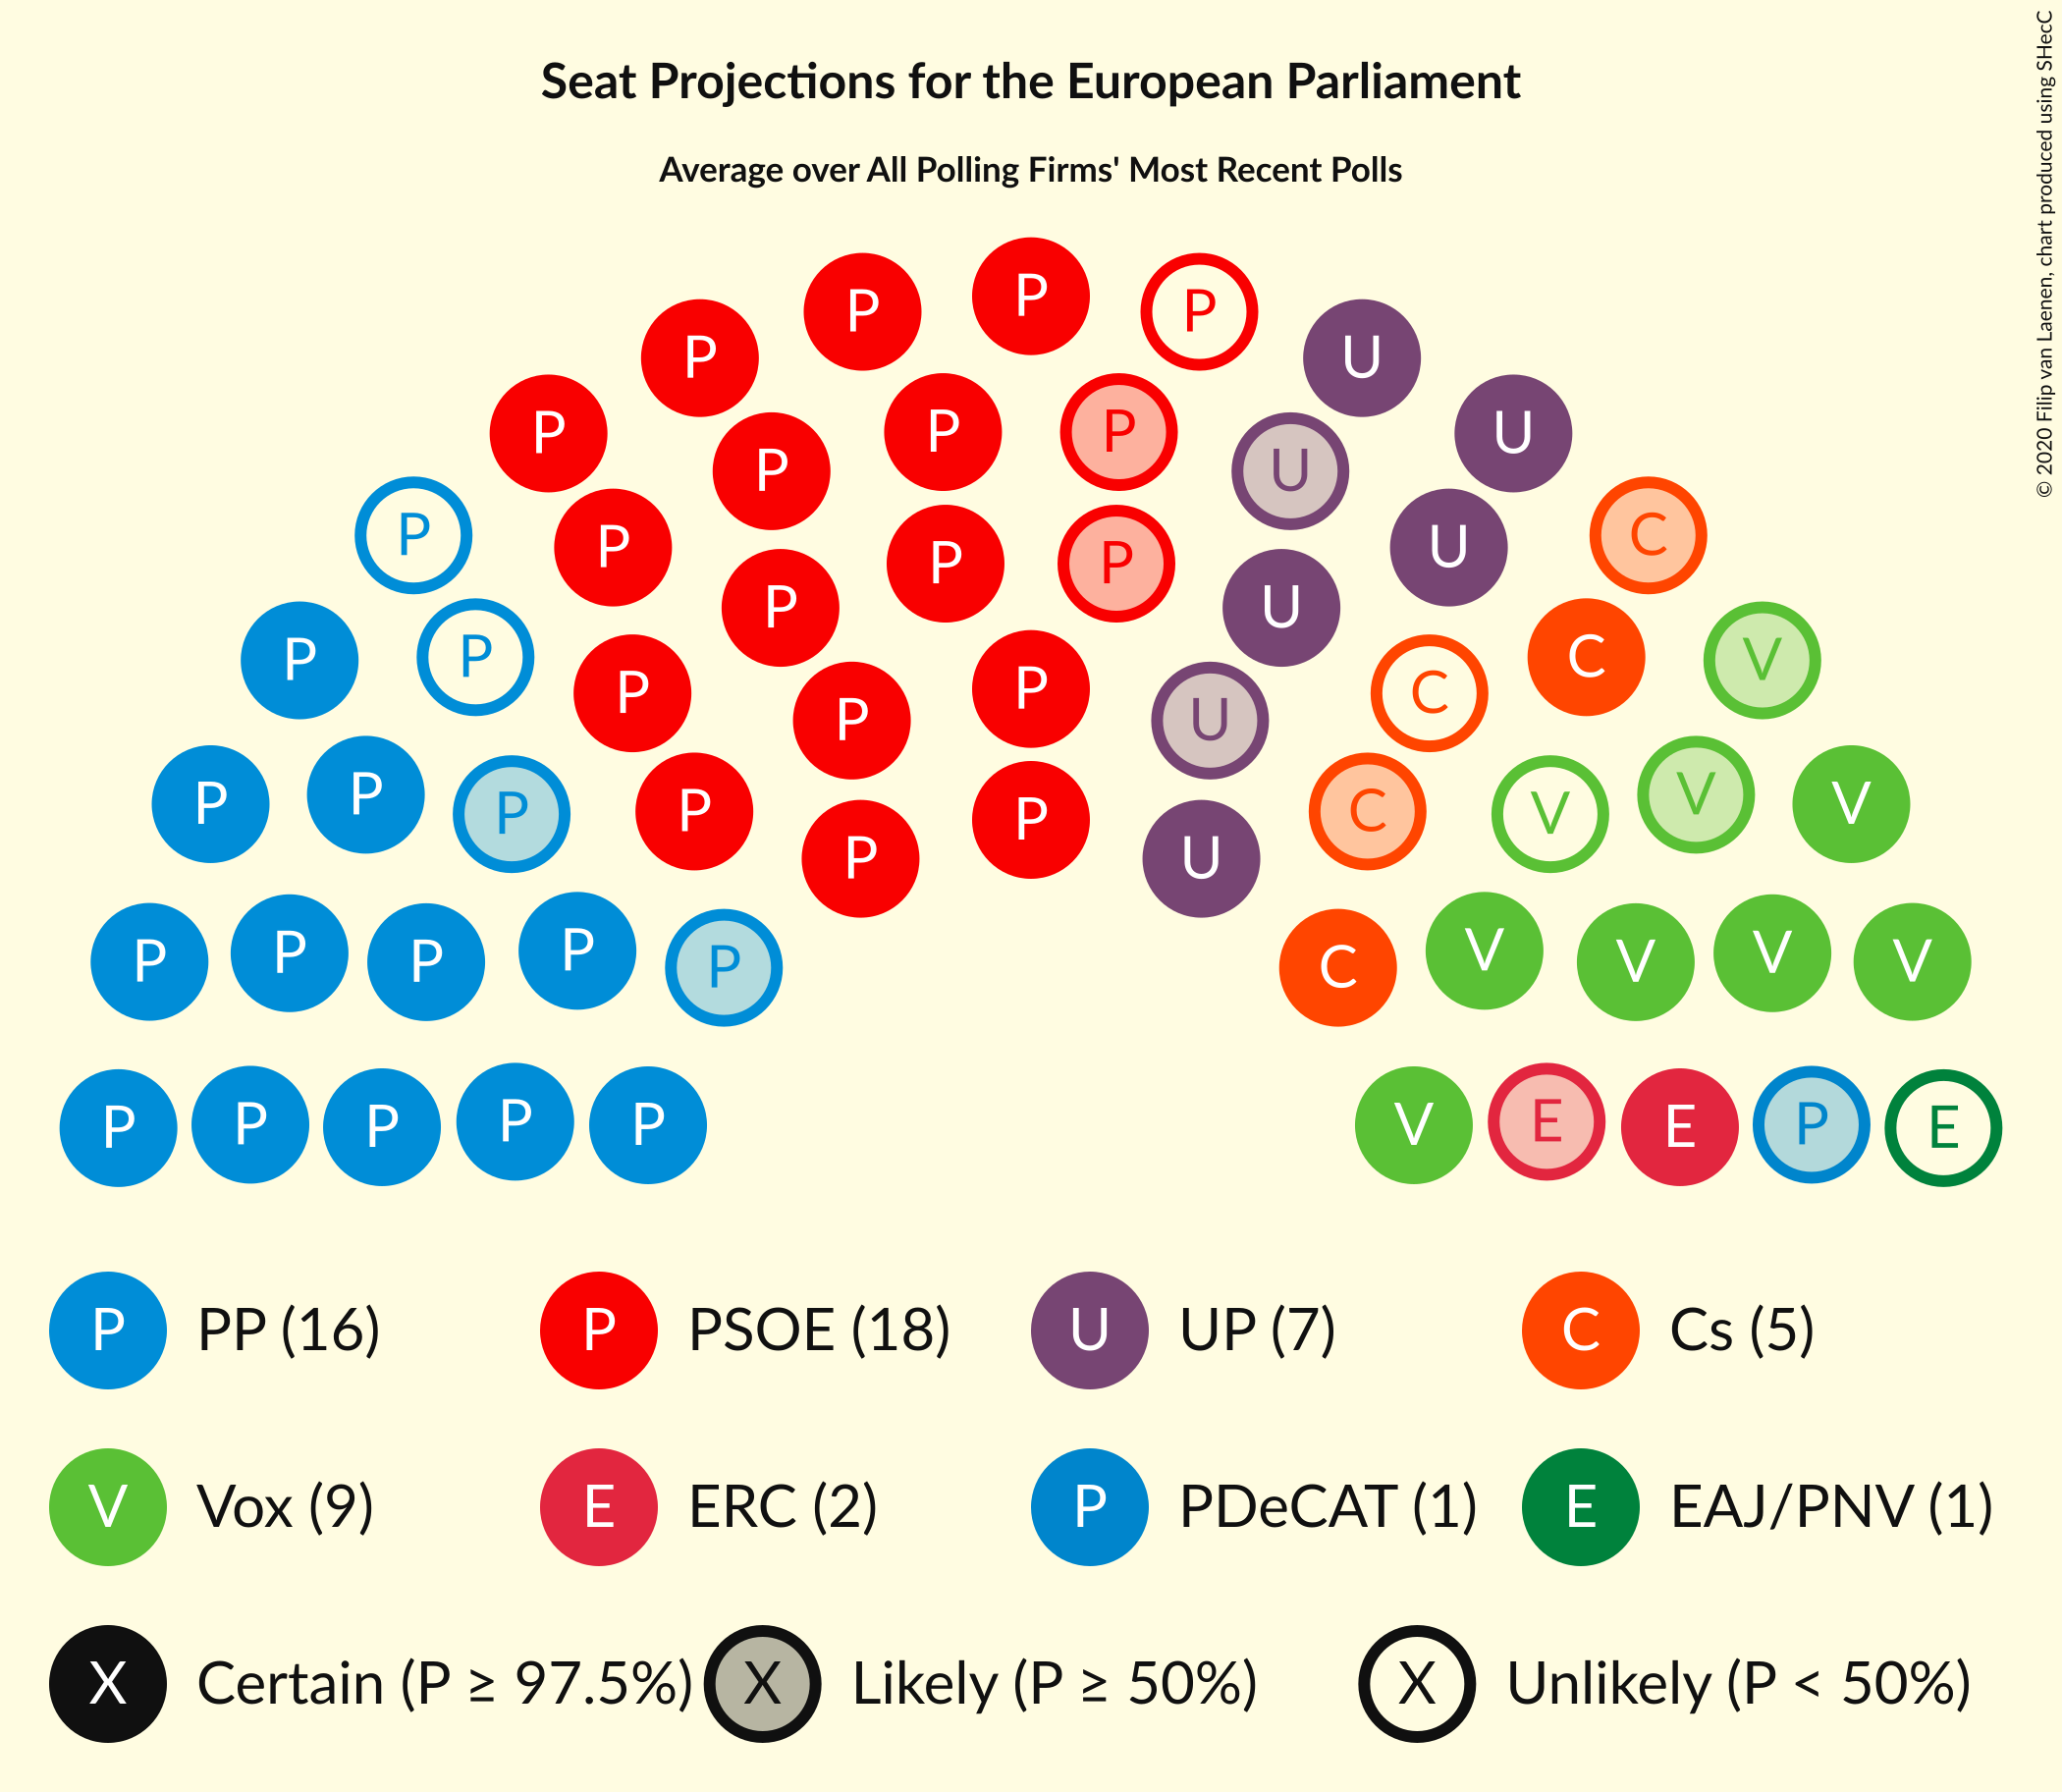 Seat Projections for the European Parliament
Average over All Polling Firms' Most Recent Polls
© 2020 Filip van Laenen, chart produced using SHecC
P
P P
P U
P P P U
P P U
P P P U C
P P P U
P P C V
P P C
P P U
P P V V
P P C V
P P P U
P P P V V V V
P P P C
P P P P P V E E P E
P PP (16) P PSOE (18) U UP (7) C Cs (5)
V Vox (9) E ERC (2) P PDeCAT (1) E EAJ/PNV (1)
X Certain (P ≥ 97.5%) X Likely (P ≥ 50%) X Unlikely (P < 50%)